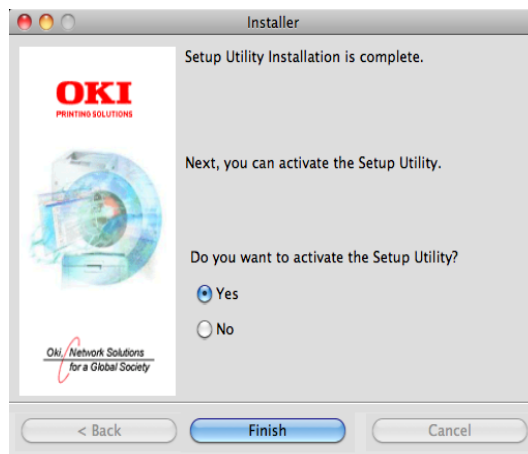 Installer
OKI
PRINTING SOLUTIONS
Setup Utility Installation is complete.
Next, you can activate the Setup Utility.
Do you want to activate the Setup Utility?
Yes
No
Oki, Network Solutions
for a Global Society
< Back
Finish
Cancel